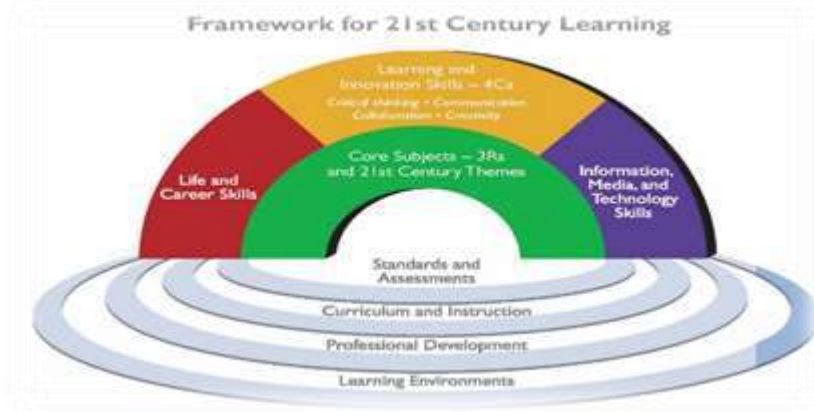 Framework for 21st Century Learning
Learning and
Innovation Skills – 4Cs
Critical thinking • Communication
Collaboration • Creativity
Core Subjects – 3Rs
and 21st Century Themes
Life and
Career Skills
Information,
Media, and
Technology
Skills
Standards and
Assessments
Curriculum and Instruction
Professional Development
Learning Environments